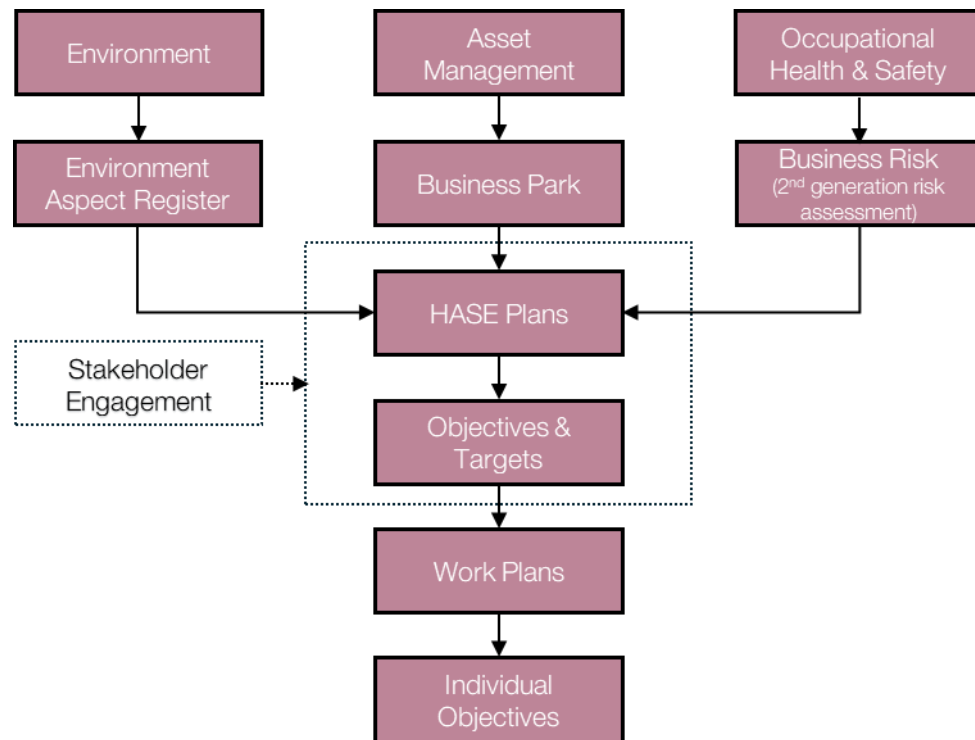 Environment
Asset
Management
Occupational
Health & Safety
Environment
Aspect Register
Business Park
Business Risk
(2nd generation risk
assessment)
HASE Plans
Stakeholder
Engagement
Objectives &
Targets
Work Plans
Individual
Objectives